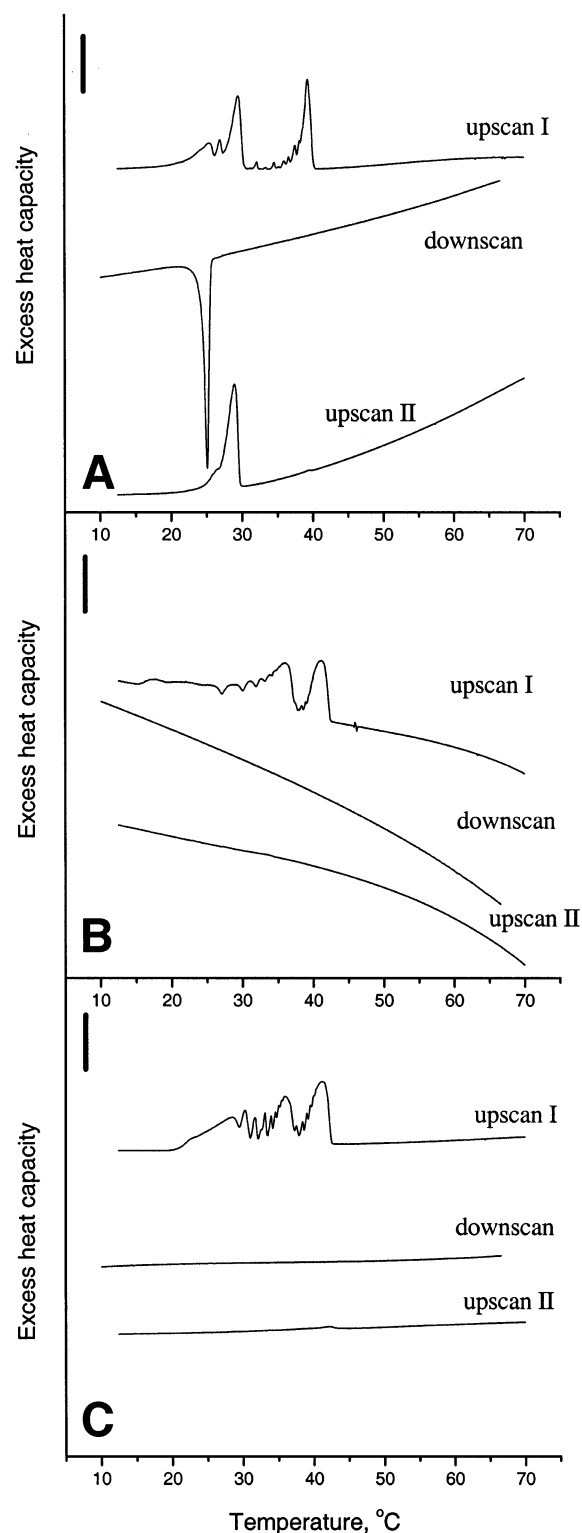 Excess heat capacity
upscan I
downscan
upscan II
A
10 20 30 40 50 60 70
Excess heat capacity
upscan I
downscan
upscan II
B
10 20 30 40 50 60 70
Excess heat capacity
upscan I
downscan
upscan II
C
10 20 30 40 50 60 70
Temperature, °C